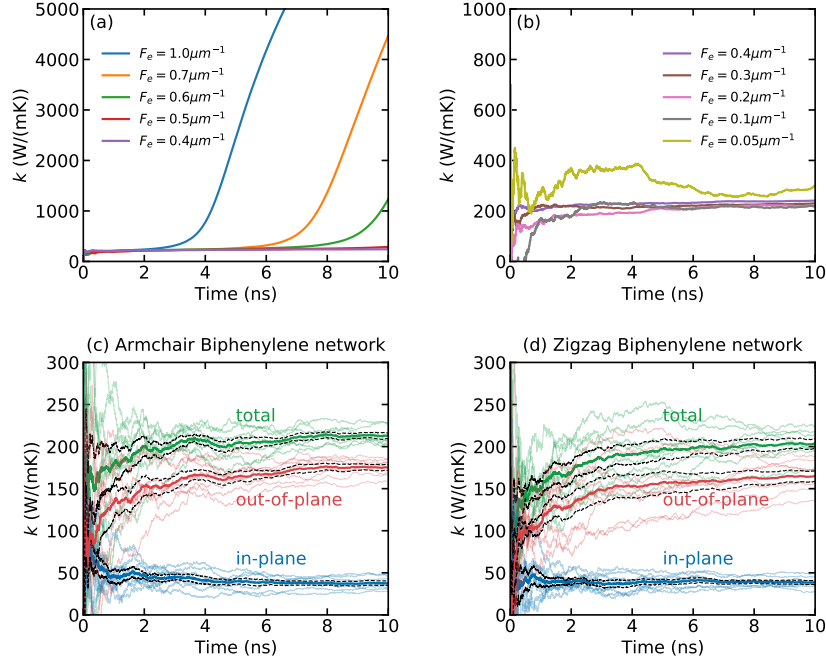 (a)
5000
4000
3000
2000
1000
0
k (W/(mK))
F_e = 1.0μm⁻¹
F_e = 0.7μm⁻¹
F_e = 0.6μm⁻¹
F_e = 0.5μm⁻¹
F_e = 0.4μm⁻¹
0 2 4 6 8 10
Time (ns)
(b)
1000
800
600
400
200
0
k (W/(mK))
F_e = 0.4μm⁻¹
F_e = 0.3μm⁻¹
F_e = 0.2μm⁻¹
F_e = 0.1μm⁻¹
F_e = 0.05μm⁻¹
0 2 4 6 8 10
Time (ns)
(c) Armchair Biphenylene network
300
250
200
150
100
50
0
k (W/(mK))
total
out-of-plane
in-plane
0 2 4 6 8 10
Time (ns)
(d) Zigzag Biphenylene network
300
250
200
150
100
50
0
k (W/(mK))
total
out-of-plane
in-plane
0 2 4 6 8 10
Time (ns)